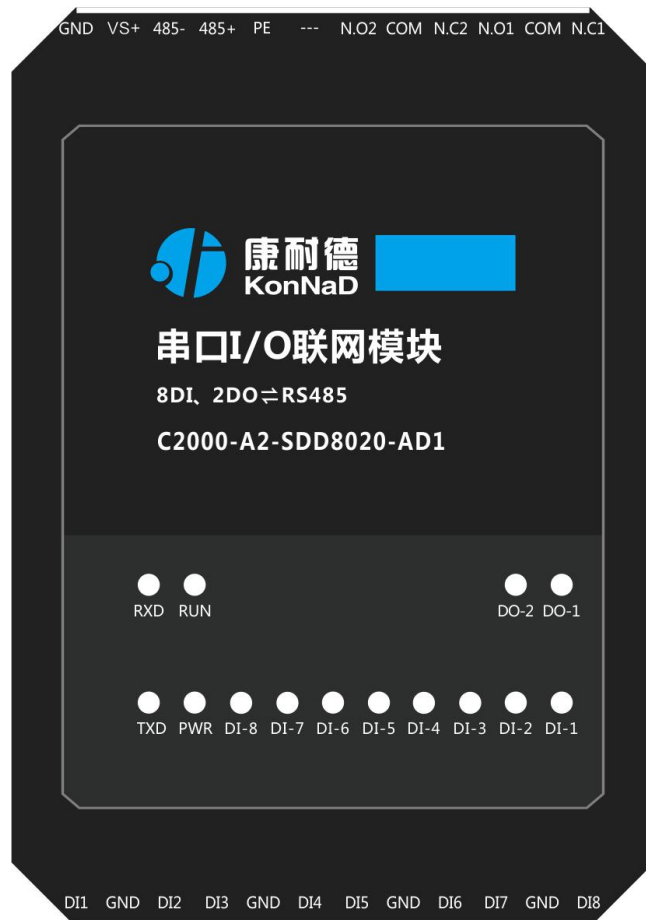 GND VS+ 485- 485+ PE --- N.O2 COM N.C2 N.O1 COM N.C1
康耐德
KonNaD
串口I/O联网模块
8DI、2DO⇌RS485
C2000-A2-SDD8020-AD1
RXD RUN DO-2 DO-1
TXD PWR DI-8 DI-7 DI-6 DI-5 DI-4 DI-3 DI-2 DI-1
DI1 GND DI2 DI3 GND DI4 DI5 GND DI6 DI7 GND DI8